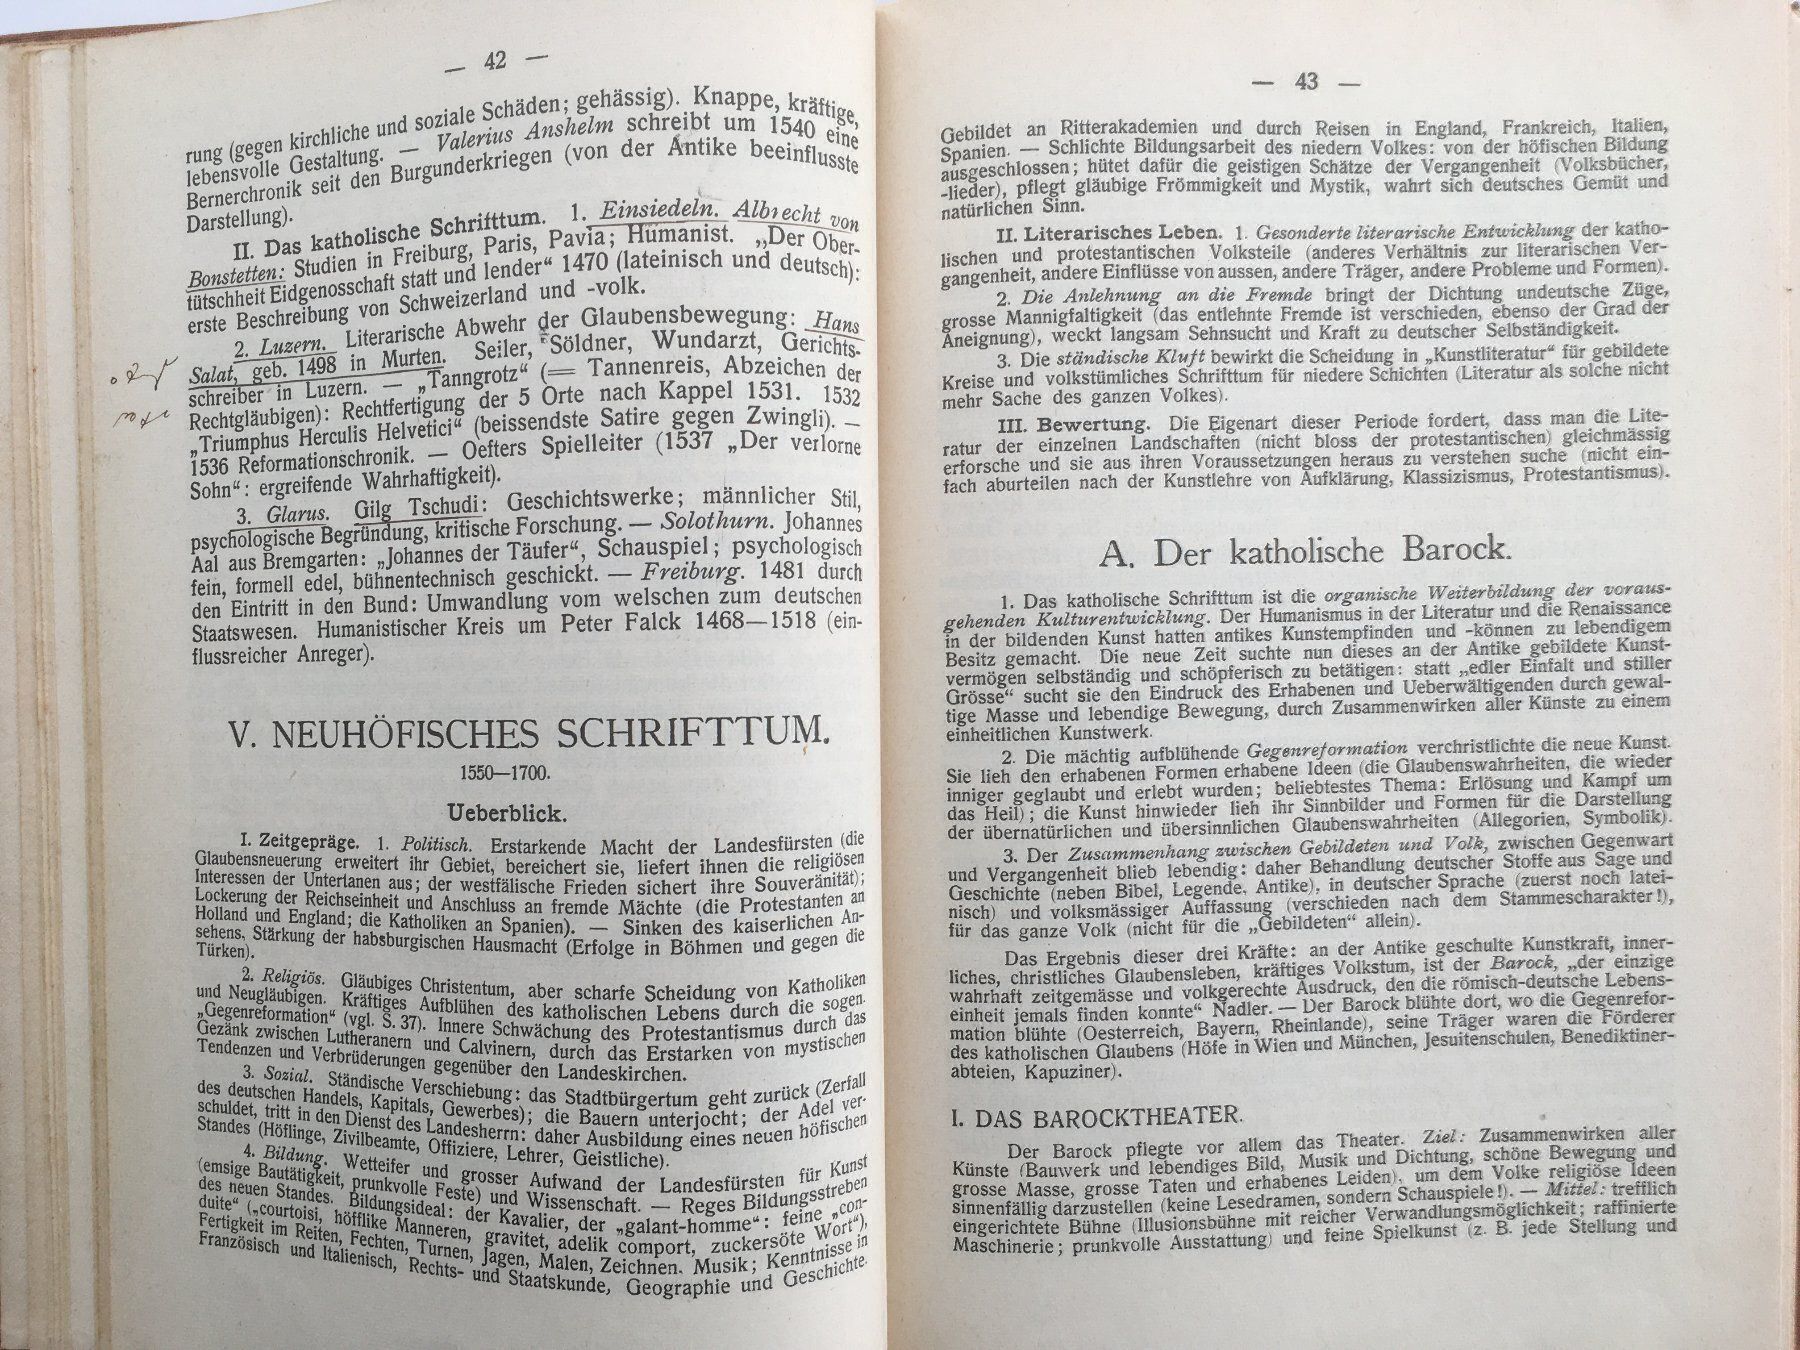 — 42 —
rung (gegen kirchliche und soziale Schäden; gehässig). Knappe, kräftige,
lebensvolle Gestaltung. — Valerius Anshelm schreibt um 1540 eine
Bernerchronik seit den Burgunderkriegen (von der Antike beeinflusste
Darstellung).
II. Das katholische Schrifttum. 1. Einsiedeln. Albrecht von
Bonstetten: Studien in Freiburg, Paris, Pavia; Humanist. „Der Ober-
tütschheit Eidgenosschaft statt und lender“ 1470 (lateinisch und deutsch):
erste Beschreibung von Schweizerland und -volk.
2. Luzern. Literarische Abwehr der Glaubensbewegung: Hans
Salat, geb. 1498 in Murten. Seiler, Söldner, Wundarzt, Gerichts-
schreiber in Luzern. — „Tanngrotz“ (= Tannenreis, Abzeichen der
Rechtgläubigen): Rechtfertigung der 5 Orte nach Kappel 1531. 1532
„Triumphus Herculis Helvetici“ (beissendste Satire gegen Zwingli). —
1536 Reformationschronik. — Oefters Spielleiter (1537 „Der verlorne
Sohn“: ergreifende Wahrhaftigkeit).
3. Glarus. Gilg Tschudi: Geschichtswerke; männlicher Stil,
psychologische Begründung, kritische Forschung. — Solothurn. Johannes
Aal aus Bremgarten: „Johannes der Täufer“, Schauspiel; psychologisch
fein, formell edel, bühnentechnisch geschickt. — Freiburg. 1481 durch
den Eintritt in den Bund: Umwandlung vom welschen zum deutschen
Staatswesen. Humanistischer Kreis um Peter Falck 1468—1518 (ein-
flussreicher Anreger).
V. NEUHÖFISCHES SCHRIFTTUM.
1550—1700.
Ueberblick.
I. Zeitgepräge. 1. Politisch. Erstarkende Macht der Landesfürsten (die
Glaubensneuerung erweitert ihr Gebiet, bereichert sie, liefert ihnen die religiösen
Interessen der Untertanen aus; der westfälische Frieden sichert ihre Souveränität);
Lockerung der Reichseinheit und Anschluss an fremde Mächte (die Protestanten an
Holland und England; die Katholiken an Spanien). — Sinken des kaiserlichen An-
sehens, Stärkung der habsburgischen Hausmacht (Erfolge in Böhmen und gegen die
Türken).
2. Religiös. Gläubiges Christentum, aber scharfe Scheidung von Katholiken
und Neugläubigen. Kräftiges Aufblühen des katholischen Lebens durch die sogen.
„Gegenreformation“ (vgl. S. 37). Innere Schwächung des Protestantismus durch das
Gezänk zwischen Lutheranern und Calvinern, durch das Erstarken von mystischen
Tendenzen und Verbrüderungen gegenüber den Landeskirchen.
3. Sozial. Ständische Verschiebung: das Stadtbürgertum geht zurück (Zerfall
des deutschen Handels, Kapitals, Gewerbes); die Bauern unterjocht; der Adel ver-
schuldet, tritt in den Dienst des Landesherrn: daher Ausbildung eines neuen höfischen
Standes (Höflinge, Zivilbeamte, Offiziere, Lehrer, Geistliche).
4. Bildung. Wetteifer und grosser Aufwand der Landesfürsten für Kunst
(emsige Bautätigkeit, prunkvolle Feste) und Wissenschaft. — Reges Bildungsstreben
des neuen Standes. Bildungsideal: der Kavalier, der „galant-homme“: feine „con-
duite“ („courtoisi, höfflike Manneren, gravitet, adelik comport, zuckersöte Wort“),
Fertigkeit im Reiten, Fechten, Turnen, Jagen, Malen, Zeichnen. Musik; Kenntnisse in
Französisch und Italienisch, Rechts- und Staatskunde, Geographie und Geschichte.
— 43 —
Gebildet an Ritterakademien und durch Reisen in England, Frankreich, Italien,
Spanien. — Schlichte Bildungsarbeit des niedern Volkes: von der höfischen Bildung
ausgeschlossen; hütet dafür die geistigen Schätze der Vergangenheit (Volksbücher,
-lieder), pflegt gläubige Frömmigkeit und Mystik, wahrt sich deutsches Gemüt und
natürlichen Sinn.
II. Literarisches Leben. 1. Gesonderte literarische Entwicklung der katho-
lischen und protestantischen Volksteile (anderes Verhältnis zur literarischen Ver-
gangenheit, andere Einflüsse von aussen, andere Träger, andere Probleme und Formen).
2. Die Anlehnung an die Fremde bringt der Dichtung undeutsche Züge,
grosse Mannigfaltigkeit (das entlehnte Fremde ist verschieden, ebenso der Grad der
Aneignung), weckt langsam Sehnsucht und Kraft zu deutscher Selbständigkeit.
3. Die ständische Kluft bewirkt die Scheidung in „Kunstliteratur“ für gebildete
Kreise und volkstümliches Schrifttum für niedere Schichten (Literatur als solche nicht
mehr Sache des ganzen Volkes).
III. Bewertung. Die Eigenart dieser Periode fordert, dass man die Lite-
ratur der einzelnen Landschaften (nicht bloss der protestantischen) gleichmässig
erforsche und sie aus ihren Voraussetzungen heraus zu verstehen suche (nicht ein-
fach aburteilen nach der Kunstlehre von Aufklärung, Klassizismus, Protestantismus).
A. Der katholische Barock.
1. Das katholische Schrifttum ist die organische Weiterbildung der voraus-
gehenden Kulturentwicklung. Der Humanismus in der Literatur und die Renaissance
in der bildenden Kunst hatten antikes Kunstempfinden und -können zu lebendigem
Besitz gemacht. Die neue Zeit suchte nun dieses an der Antike gebildete Kunst-
vermögen selbständig und schöpferisch zu betätigen: statt „edler Einfalt und stiller
Grösse“ sucht sie den Eindruck des Erhabenen und Ueberwältigenden durch gewal-
tige Masse und lebendige Bewegung, durch Zusammenwirken aller Künste zu einem
einheitlichen Kunstwerk.
2. Die mächtig aufblühende Gegenreformation verchristlichte die neue Kunst.
Sie lieh den erhabenen Formen erhabene Ideen (die Glaubenswahrheiten, die wieder
inniger geglaubt und erlebt wurden; beliebtestes Thema: Erlösung und Kampf um
das Heil); die Kunst hinwieder lieh ihr Sinnbilder und Formen für die Darstellung
der übernatürlichen und übersinnlichen Glaubenswahrheiten (Allegorien, Symbolik).
3. Der Zusammenhang zwischen Gebildeten und Volk, zwischen Gegenwart
und Vergangenheit blieb lebendig: daher Behandlung deutscher Stoffe aus Sage und
Geschichte (neben Bibel, Legende, Antike), in deutscher Sprache (zuerst noch latei-
nisch) und volksmässiger Auffassung (verschieden nach dem Stammescharakter!),
für das ganze Volk (nicht für die „Gebildeten“ allein).
Das Ergebnis dieser drei Kräfte: an der Antike geschulte Kunstkraft, inner-
liches, christliches Glaubensleben, kräftiges Volkstum, ist der Barock, „der einzige
wahrhaft zeitgemässe und volkgerechte Ausdruck, den die römisch-deutsche Lebens-
einheit jemals finden konnte“ Nadler. — Der Barock blühte dort, wo die Gegenrefor-
mation blühte (Oesterreich, Bayern, Rheinlande), seine Träger waren die Förderer
des katholischen Glaubens (Höfe in Wien und München, Jesuitenschulen, Benediktiner-
abteien, Kapuziner).
I. DAS BAROCKTHEATER.
Der Barock pflegte vor allem das Theater. Ziel: Zusammenwirken aller
Künste (Bauwerk und lebendiges Bild, Musik und Dichtung, schöne Bewegung und
grosse Masse, grosse Taten und erhabenes Leiden), um dem Volke religiöse Ideen
sinnenfällig darzustellen (keine Lesedramen, sondern Schauspiele!). — Mittel: trefflich
eingerichtete Bühne (Illusionsbühne mit reicher Verwandlungsmöglichkeit; raffinierte
Maschinerie; prunkvolle Ausstattung) und feine Spielkunst (z. B. jede Stellung und